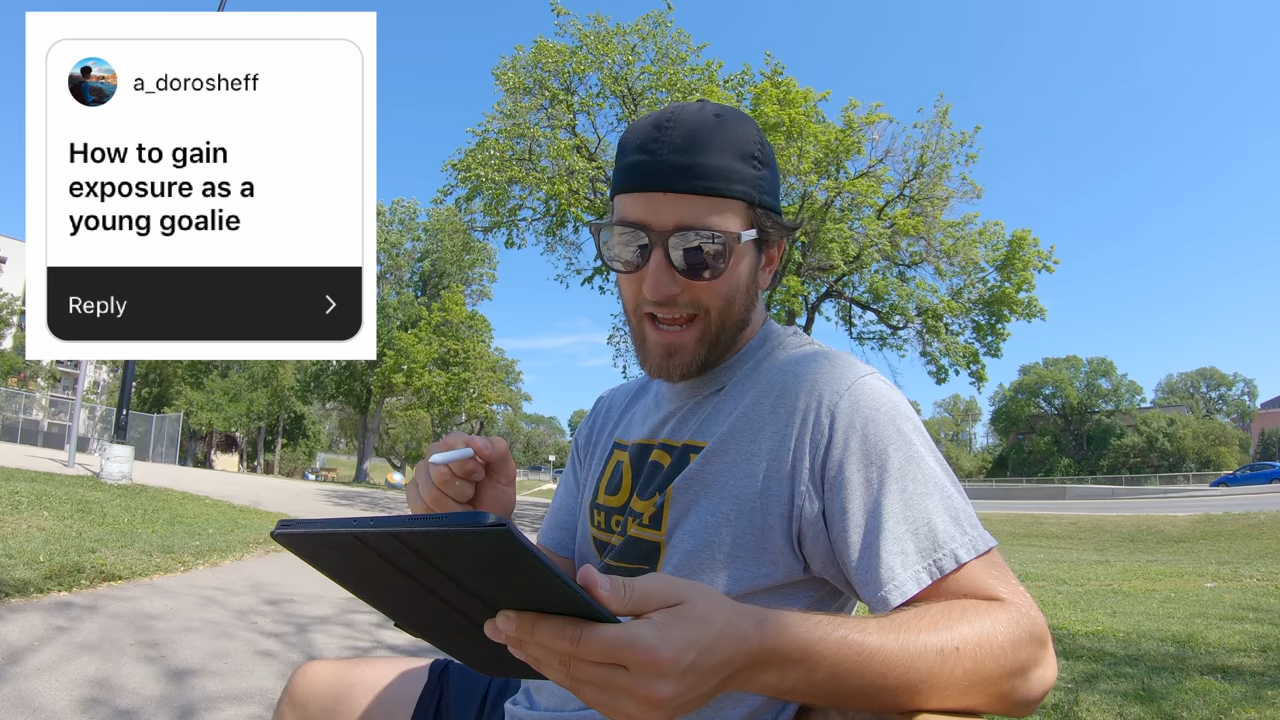 a_dorosheff
How to gain
exposure as a
young goalie
Reply